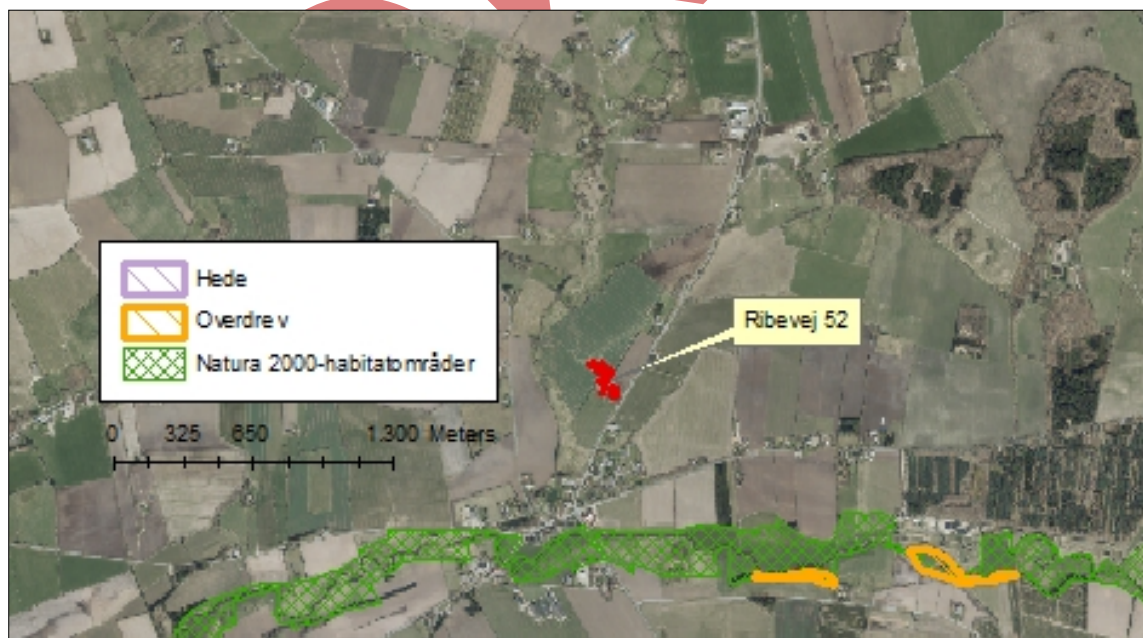 Hede
Overdrev
Natura 2000-habitatområder
Ribevej 52
0 325 650 1.300 Meters